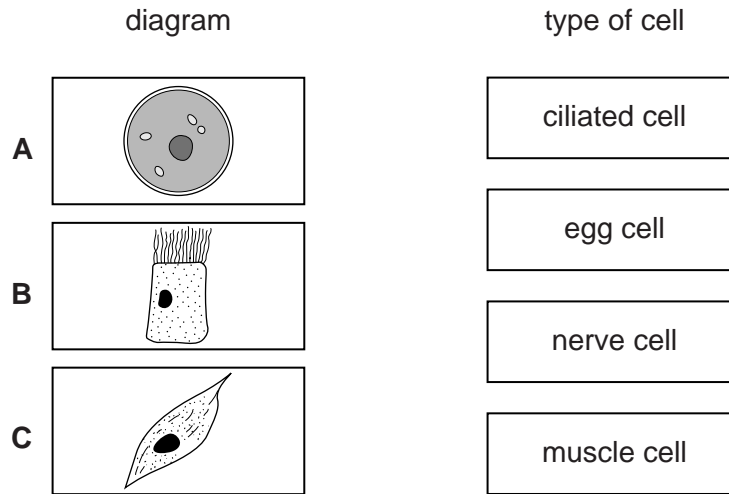 diagram
type of cell
A
ciliated cell
egg cell
B
nerve cell
C
muscle cell